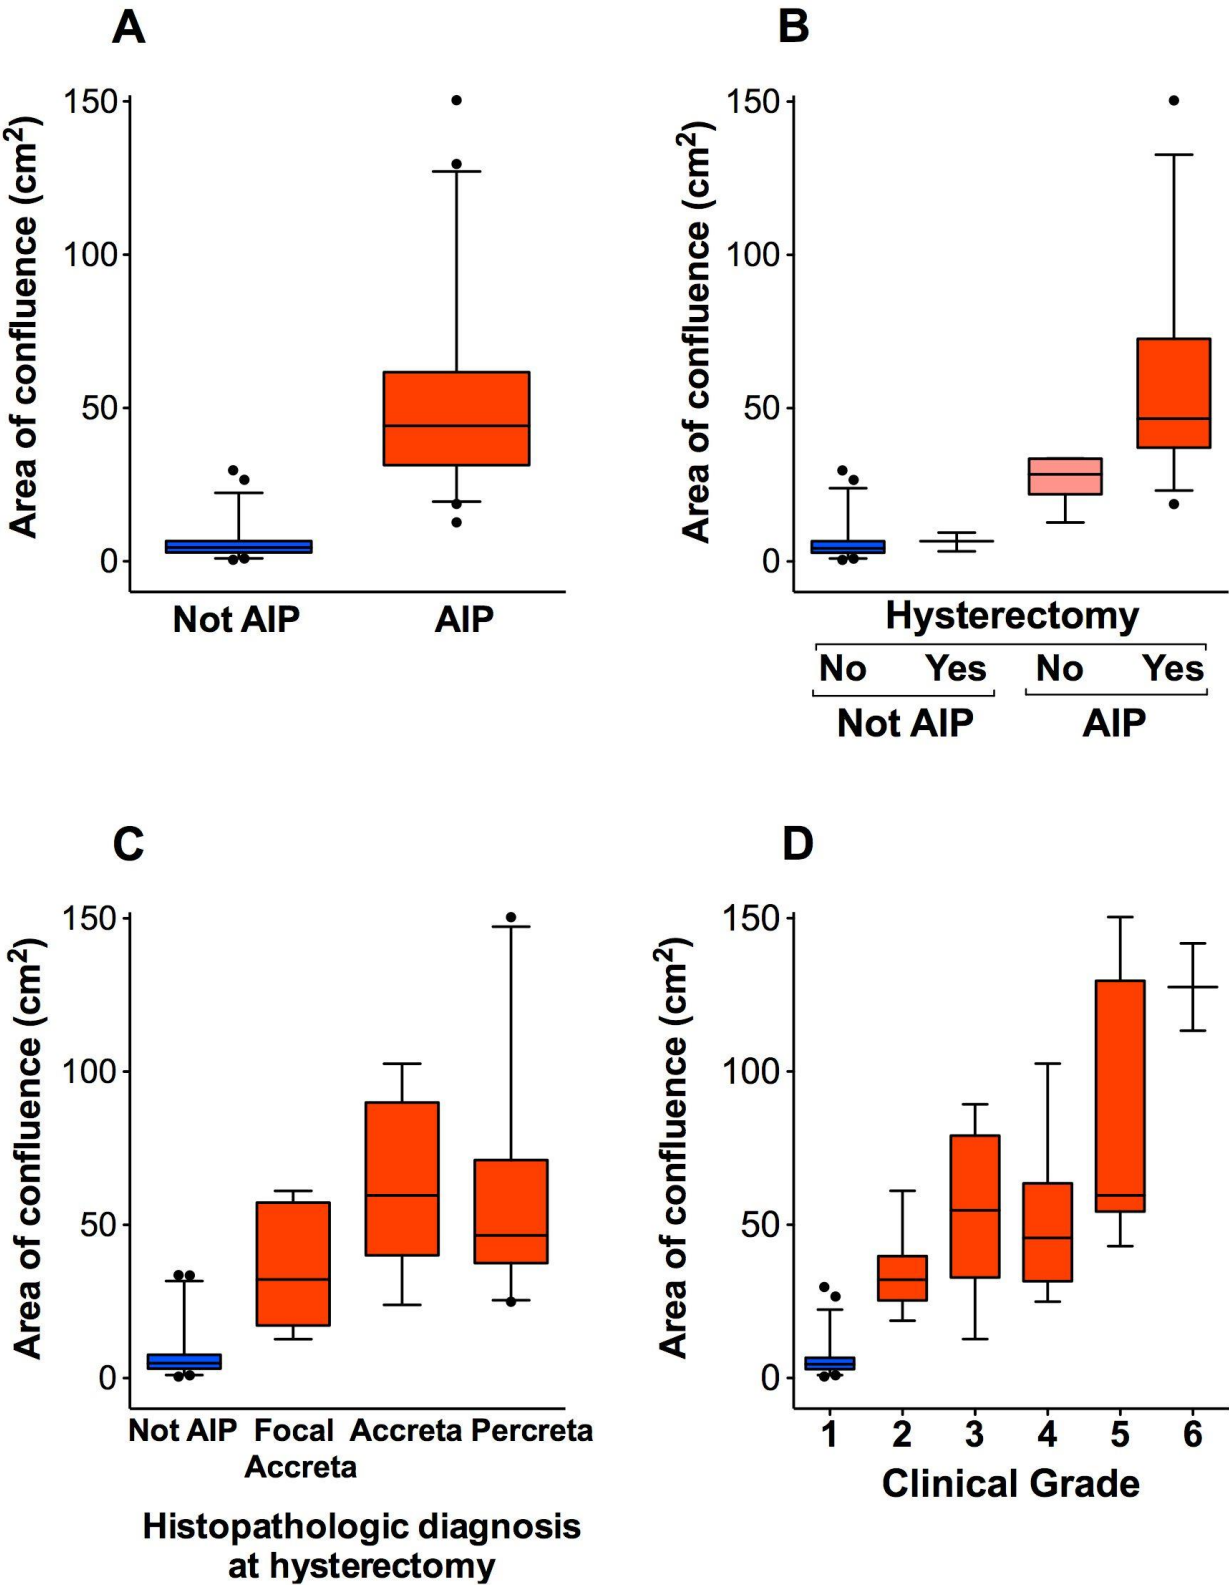 A
Area of confluence (cm²)
150
100
50
0
Not AIP AIP
B
Area of confluence (cm²)
150
100
50
0
Hysterectomy
No Yes No Yes
Not AIP AIP
C
Area of confluence (cm²)
150
100
50
0
Not AIP Focal Accreta Percreta
Accreta
Histopathologic diagnosis
at hysterectomy
D
Area of confluence (cm²)
150
100
50
0
1 2 3 4 5 6
Clinical Grade